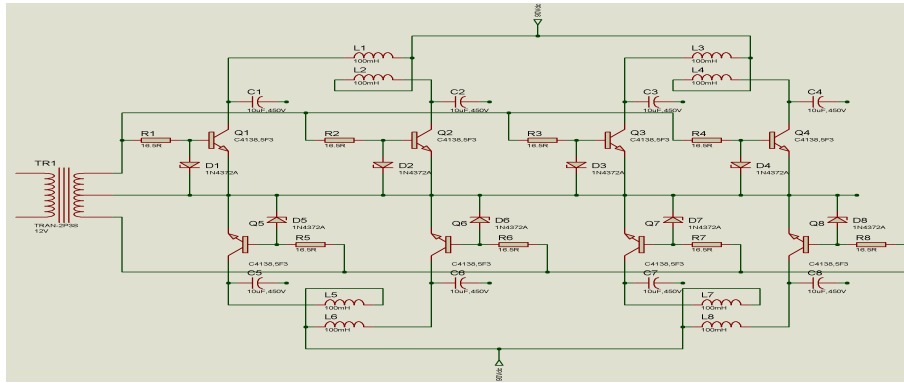 90Vdc
L1
100mH
L2
100mH
L3
100mH
L4
100mH
C1
10uF,450V
C2
10uF,450V
C3
10uF,450V
C4
10uF,450V
R1
16.5R
Q1
C4138,5F3
R2
16.5R
Q2
C4138,5F3
R3
16.5R
Q3
C4138,5F3
R4
16.5R
Q4
C4138,5F3
TR1
TRAN-2P3S
12V
D1
1N4372A
D2
1N4372A
D3
1N4372A
D4
1N4372A
Q5
C4138,5F3
D5
1N4372A
R5
16.5R
Q6
C4138,5F3
D6
1N4372A
R6
16.5R
Q7
C4138,5F3
D7
1N4372A
R7
16.5R
Q8
C4138,5F3
D8
1N4372A
R8
16.5R
C5
10uF,450V
C6
10uF,450V
C7
10uF,450V
C8
10uF,450V
L5
100mH
L6
100mH
L7
100mH
L8
100mH
90Vdc